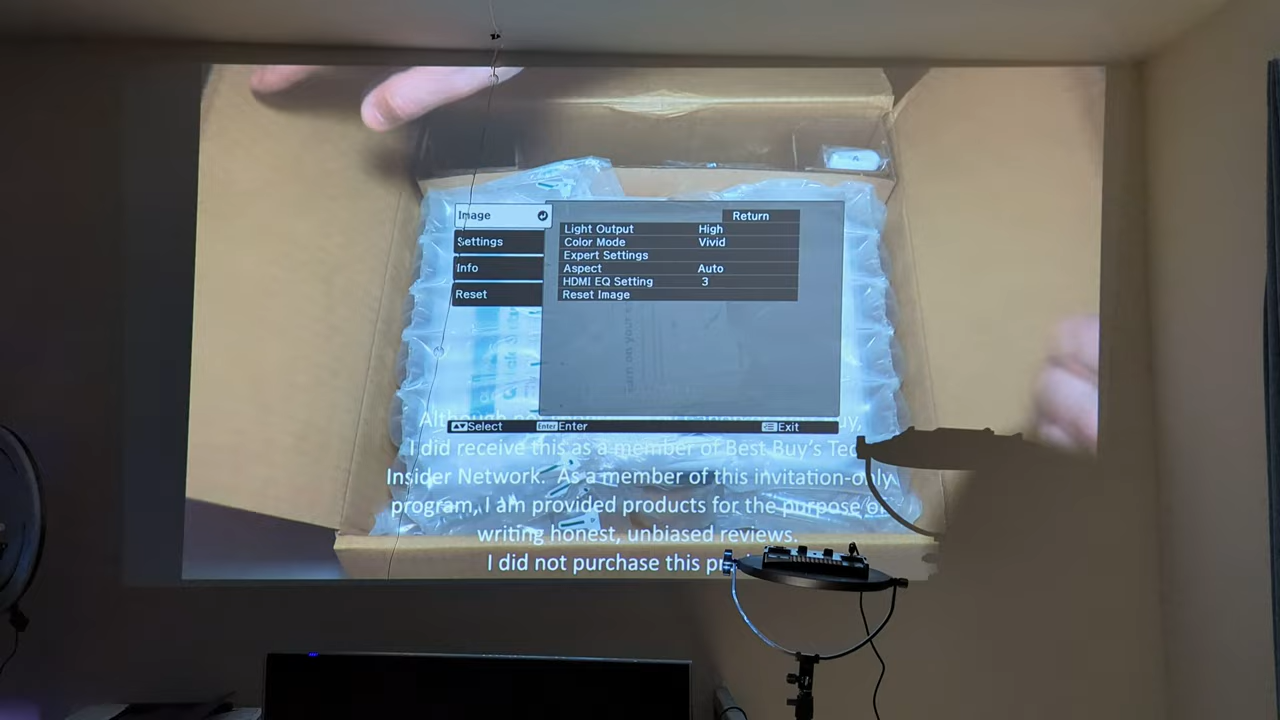 Image
Settings
Info
Reset
Return
Light Output High
Color Mode Vivid
Expert Settings
Aspect Auto
HDMI EQ Setting 3
Reset Image
Select Enter Enter Exit
Although
I did receive this as a member of Best Buy's
Insider Network. As a member of this invitation-only
program, I am provided products for the purpose
writing honest, unbiased reviews.
I did not purchase this